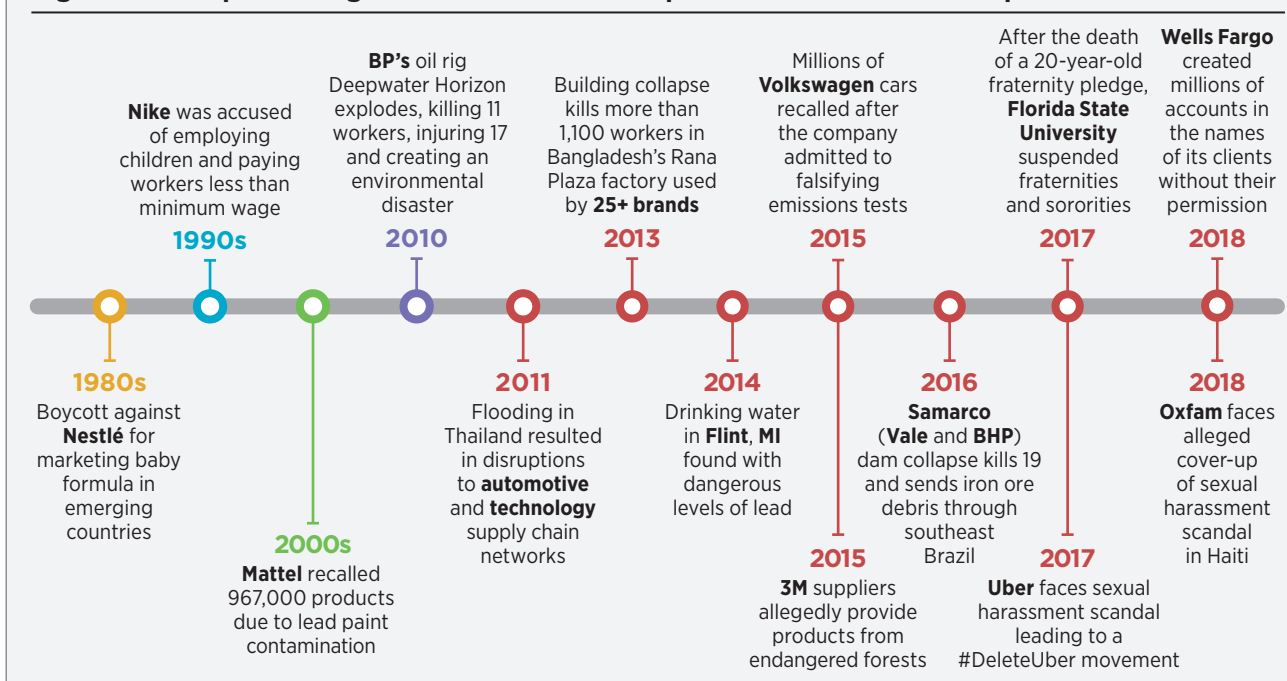 Nike was accused
of employing
children and paying
workers less than
minimum wage
1990s
BP's oil rig
Deepwater Horizon
explodes, killing 11
workers, injuring 17
and creating an
environmental
disaster
2010
Building collapse
kills more than
1,100 workers in
Bangladesh's Rana
Plaza factory used
by 25+ brands
2013
Millions of
Volkswagen cars
recalled after
the company
admitted to
falsifying
emissions tests
2015
After the death
of a 20-year-old
fraternity pledge,
Florida State
University
suspended
fraternities
and sororities
2017
Wells Fargo
created
millions of
accounts in
the names
of its clients
without their
permission
2018
1980s
Boycott against
Nestlé for
marketing baby
formula in
emerging
countries
2000s
Mattel recalled
967,000 products
due to lead paint
contamination
2011
Flooding in
Thailand resulted
in disruptions
to automotive
and technology
supply chain
networks
2014
Drinking water
in Flint, MI
found with
dangerous
levels of lead
2015
3M suppliers
allegedly provide
products from
endangered forests
2016
Samarco
(Vale and BHP)
dam collapse kills 19
and sends iron ore
debris through
southeast
Brazil
2017
Uber faces sexual
harassment scandal
leading to a
#DeleteUber movement
2018
Oxfam faces
alleged
cover-up
of sexual
harassment
scandal
in Haiti